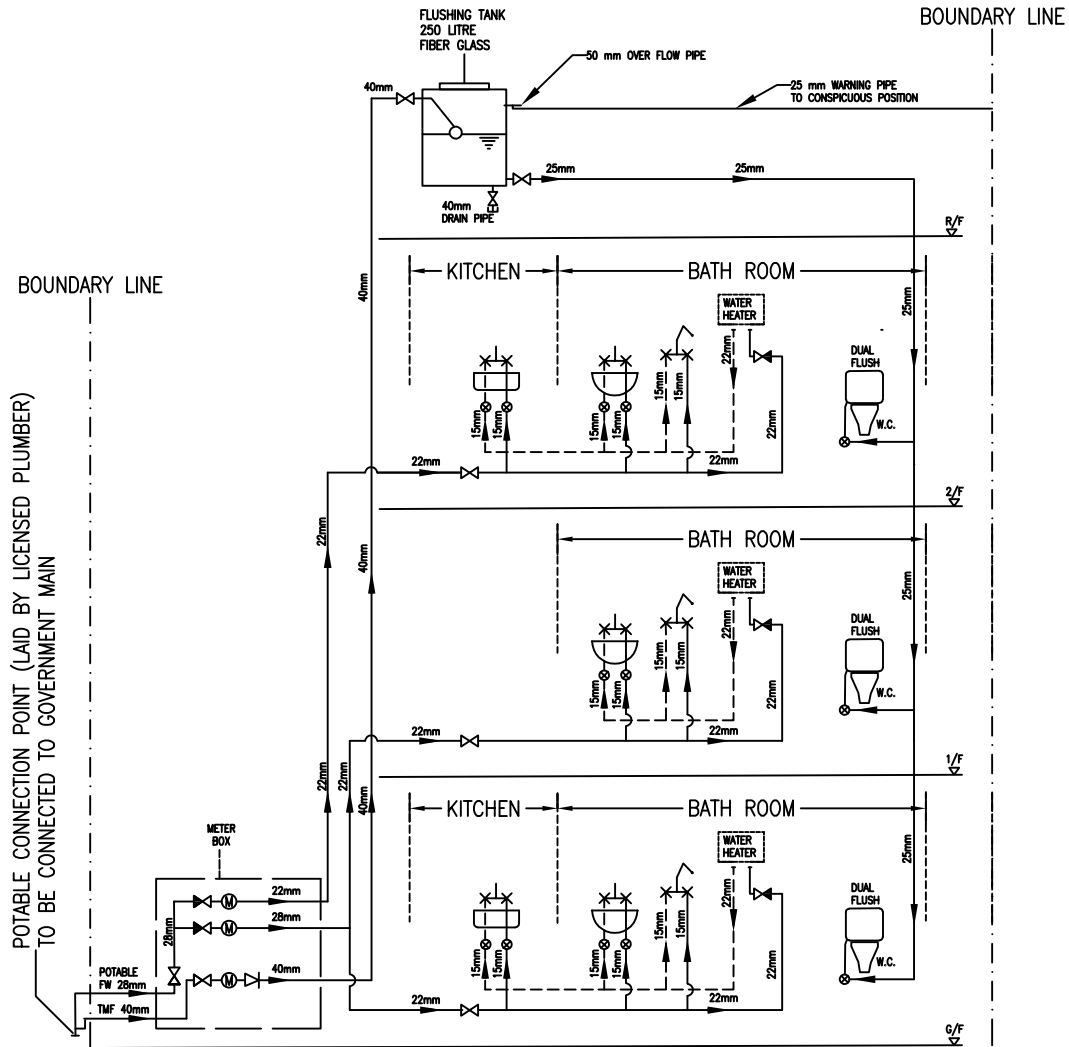 FLUSHING TANK
250 LITRE
FIBER GLASS
BOUNDARY LINE
50 mm OVER FLOW PIPE
40mm
25 mm WARNING PIPE
TO CONSPICUOUS POSITION
25mm
25mm
40mm
DRAIN PIPE
R/F
BOUNDARY LINE
KITCHEN
BATH ROOM
40mm
25mm
WATER
HEATER
DUAL
FLUSH
22mm
15mm
15mm
22mm
W.C.
15mm
15mm
15mm
15mm
22mm
22mm
2/F
22mm
40mm
BATH ROOM
25mm
WATER
HEATER
DUAL
FLUSH
22mm
15mm
15mm
22mm
W.C.
15mm
15mm
22mm
22mm
1/F
22mm
22mm
40mm
KITCHEN
BATH ROOM
25mm
METER
BOX
WATER
HEATER
DUAL
FLUSH
22mm
15mm
15mm
22mm
W.C.
15mm
15mm
15mm
15mm
M
22mm
M
28mm
28mm
M
40mm
POTABLE
FW 28mm
TMF 40mm
22mm
22mm
G/F
POTABLE CONNECTION POINT (LAID BY LICENSED PLUMBER)
TO BE CONNECTED TO GOVERNMENT MAIN